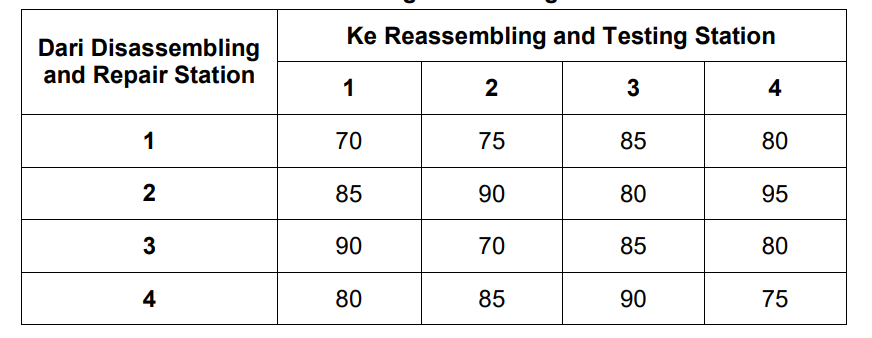 Dari Disassembling
and Repair Station
Ke Reassembling and Testing Station
1 2 3 4
1 70 75 85 80
2 85 90 80 95
3 90 70 85 80
4 80 85 90 75